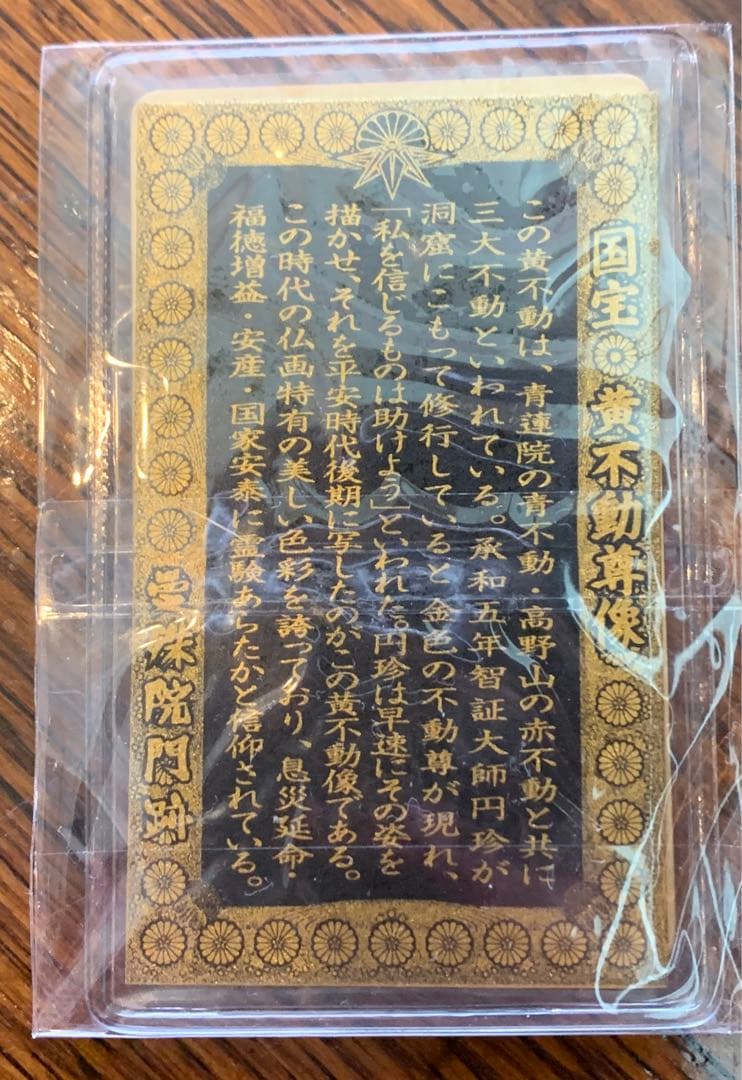 国宝 黄不動尊像
この黄不動は、青蓮院の青不動・高野山の赤不動と共に
三大不動といわれている。承和五年智証大師円珍が
洞窟にこもって修行していると金色の不動尊が現れ、
「私を信じるものは助けよう」と、いわれた。円珍は早速にその姿を
描かせ、それを平安時代後期に写したのがこの黄不動像である。
この時代の仏画特有の美しい色彩を誇っており、息災延命・
福徳増益・安産・国家安泰に霊験あらたかと信仰されている。
曼殊院門跡